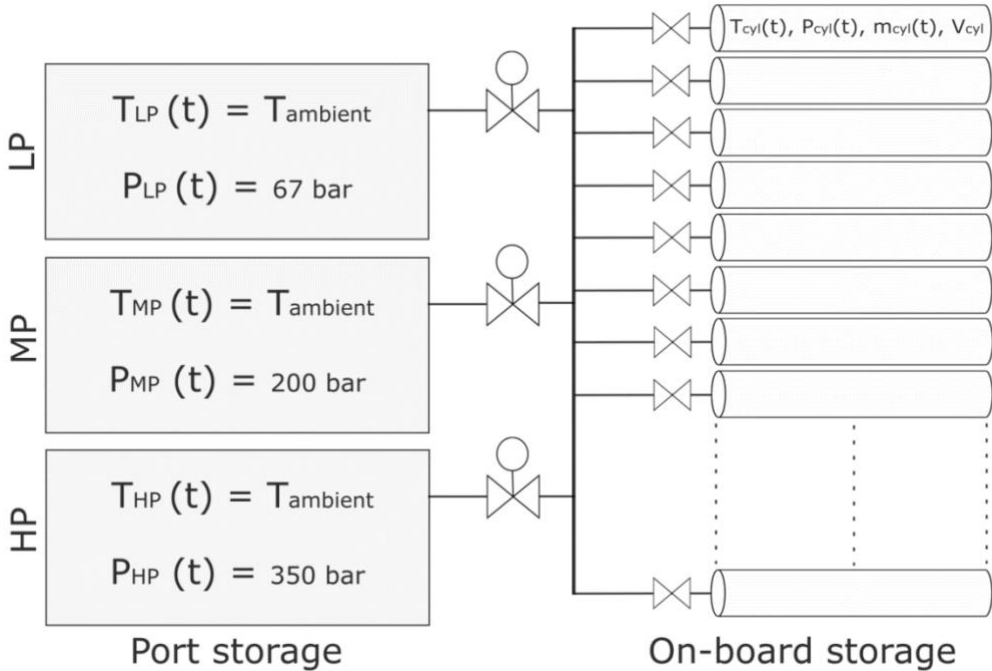 LP
T_LP (t) = T_ambient
P_LP (t) = 67 bar
MP
T_MP (t) = T_ambient
P_MP (t) = 200 bar
HP
T_HP (t) = T_ambient
P_HP (t) = 350 bar
Port storage
T_cyl(t), P_cyl(t), m_cyl(t), V_cyl
On-board storage